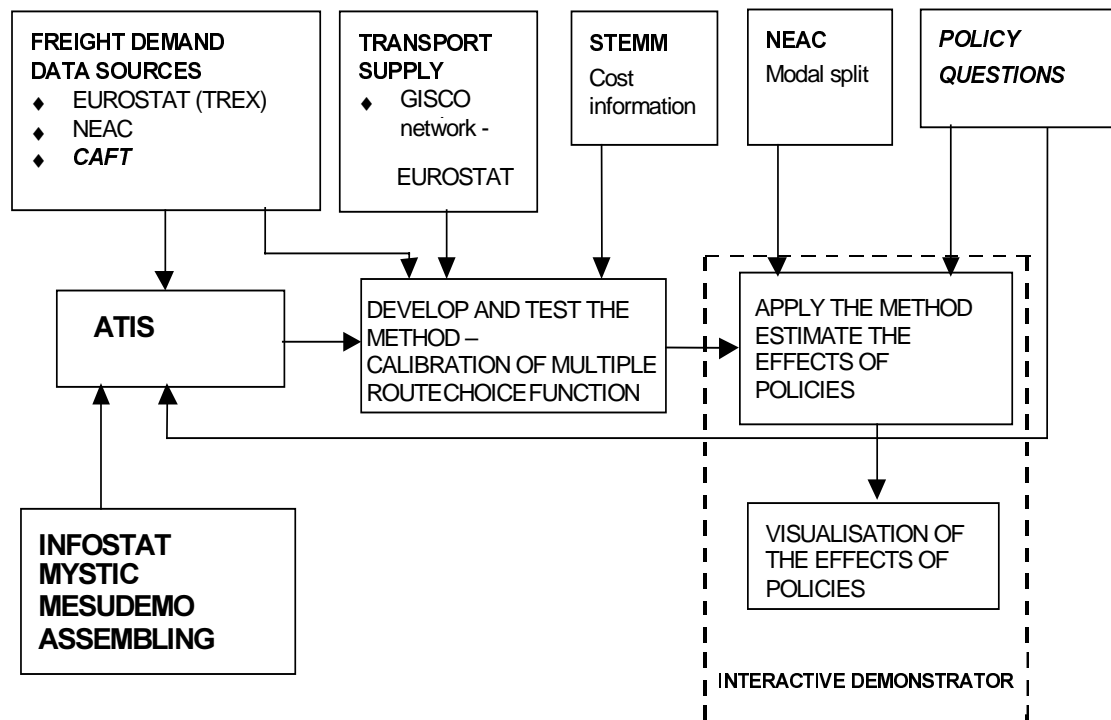 FREIGHT DEMAND
DATA SOURCES
♦ EUROSTAT (TREX)
♦ NEAC
♦ CAFT
TRANSPORT
SUPPLY
♦ GISCO
network -
EUROSTAT
STEMM
Cost
information
NEAC
Modal split
POLICY
QUESTIONS
ATIS
DEVELOP AND TEST THE
METHOD –
CALIBRATION OF MULTIPLE
ROUTE CHOICE FUNCTION
APPLY THE METHOD
ESTIMATE THE
EFFECTS OF
POLICIES
INFOSTAT
MYSTIC
MESUDEMO
ASSEMBLING
VISUALISATION OF
THE EFFECTS OF
POLICIES
INTERACTIVE DEMONSTRATOR